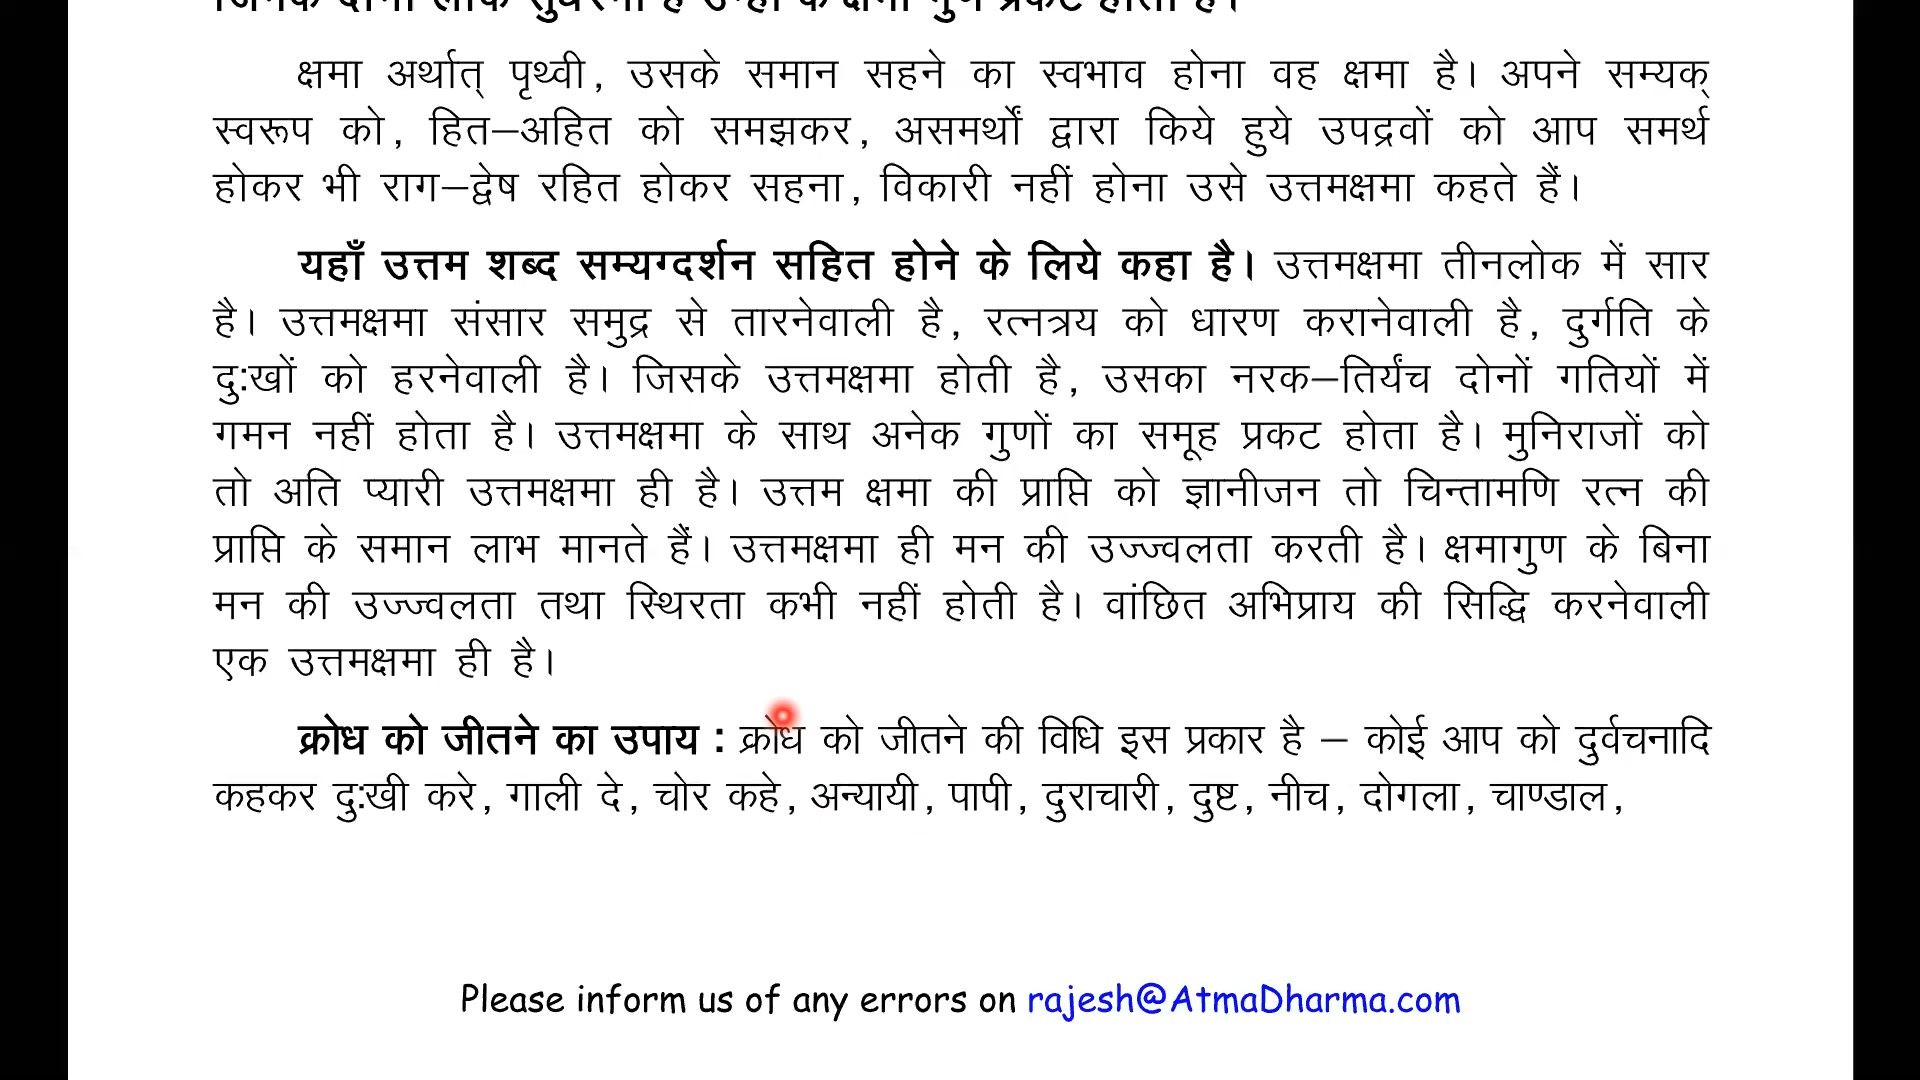 जिनके दोनों लोक सुधरना है उन्हीं के क्षमा गुण प्रकट होता है।
क्षमा अर्थात् पृथ्वी, उसके समान सहने का स्वभाव होना वह क्षमा है। अपने सम्यक्
स्वरूप को, हित–अहित को समझकर, असमर्थों द्वारा किये हुये उपद्रवों को आप समर्थ
होकर भी राग–द्वेष रहित होकर सहना, विकारी नहीं होना उसे उत्तमक्षमा कहते हैं।
यहाँ उत्तम शब्द सम्यग्दर्शन सहित होने के लिये कहा है। उत्तमक्षमा तीनलोक में सार
है। उत्तमक्षमा संसार समुद्र से तारनेवाली है, रत्नत्रय को धारण करानेवाली है, दुर्गति के
दु:खों को हरनेवाली है। जिसके उत्तमक्षमा होती है, उसका नरक–तिर्यंच दोनों गतियों में
गमन नहीं होता है। उत्तमक्षमा के साथ अनेक गुणों का समूह प्रकट होता है। मुनिराजों को
तो अति प्यारी उत्तमक्षमा ही है। उत्तम क्षमा की प्राप्ति को ज्ञानीजन तो चिन्तामणि रत्न की
प्राप्ति के समान लाभ मानते हैं। उत्तमक्षमा ही मन की उज्ज्वलता करती है। क्षमागुण के बिना
मन की उज्ज्वलता तथा स्थिरता कभी नहीं होती है। वांछित अभिप्राय की सिद्धि करनेवाली
एक उत्तमक्षमा ही है।
क्रोध को जीतने का उपाय : क्रोध को जीतने की विधि इस प्रकार है – कोई आप को दुर्वचनादि
कहकर दु:खी करे, गाली दे, चोर कहे, अन्यायी, पापी, दुराचारी, दुष्ट, नीच, दोगला, चाण्डाल,
Please inform us of any errors on rajesh@AtmaDharma.com